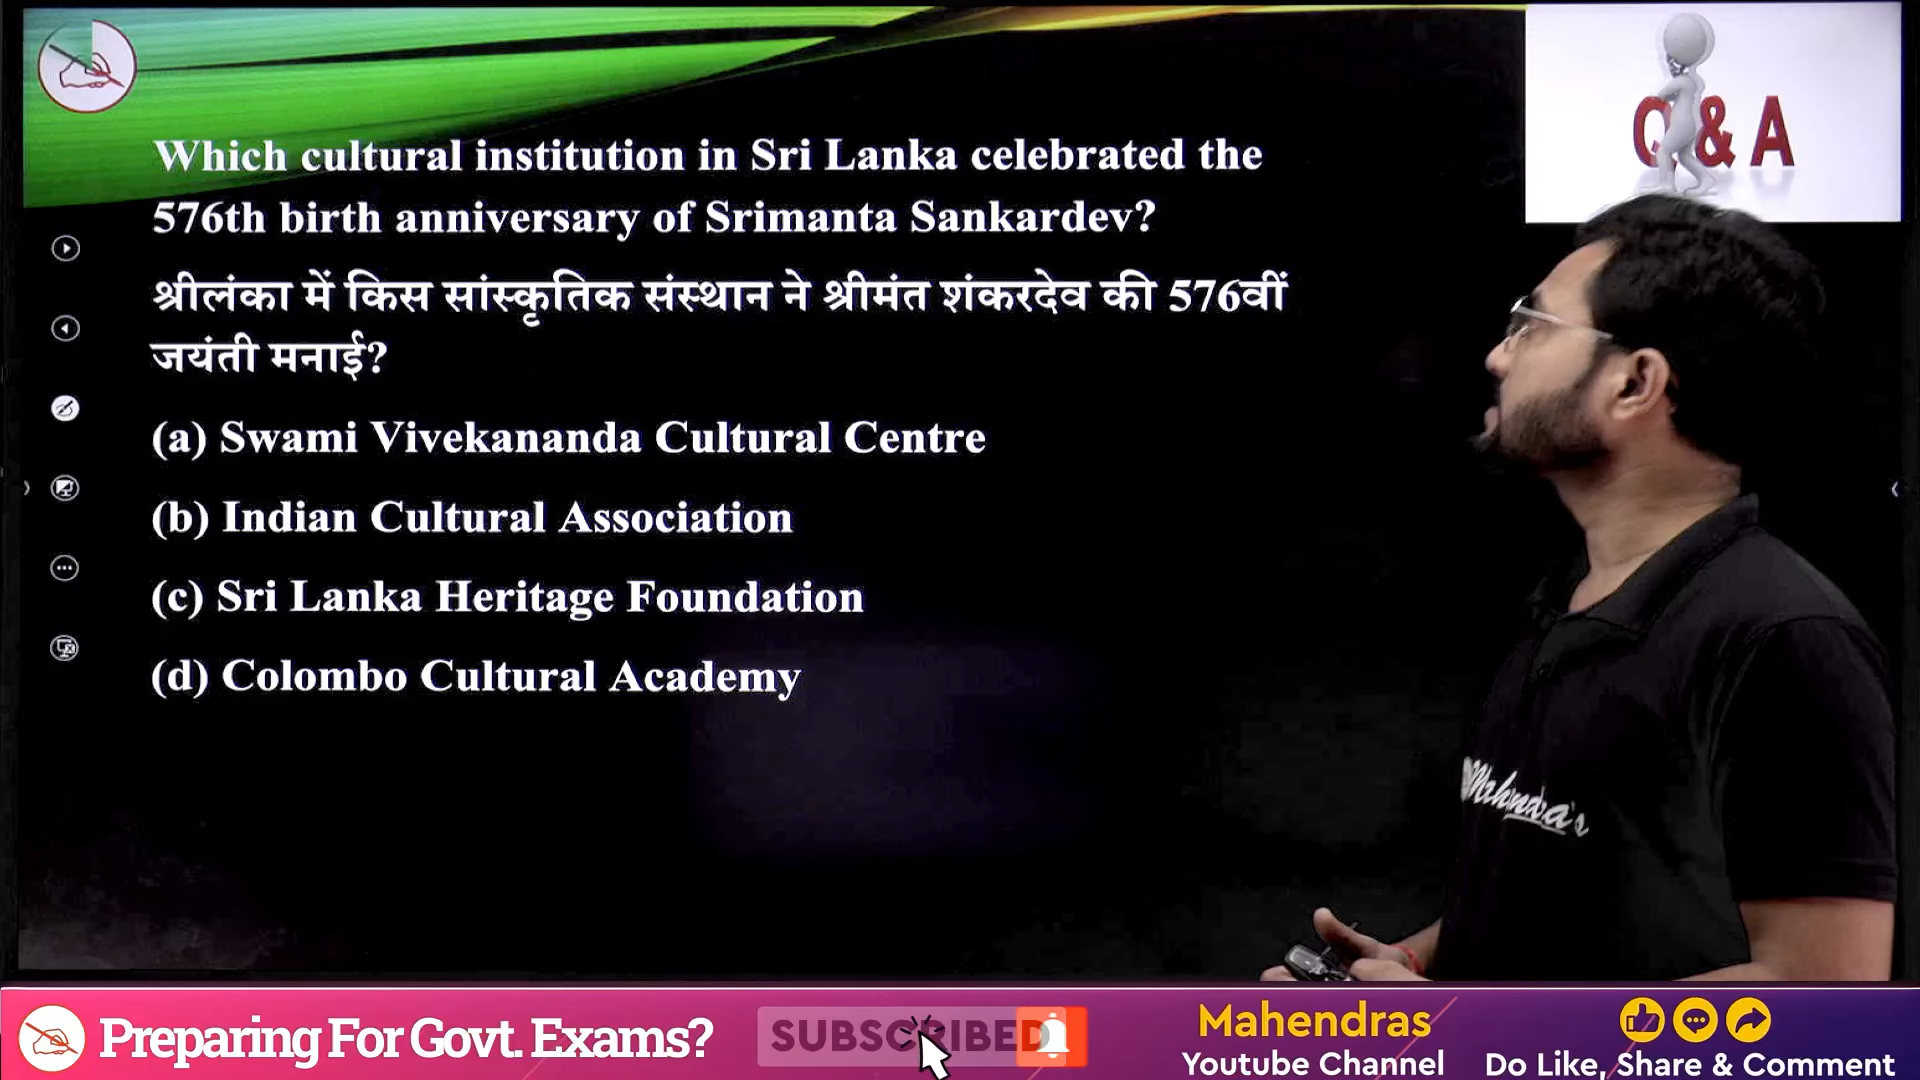 Q & A
Which cultural institution in Sri Lanka celebrated the
576th birth anniversary of Srimanta Sankardev?
श्रीलंका में किस सांस्कृतिक संस्थान ने श्रीमंत शंकरदेव की 576वीं
जयंती मनाई?
(a) Swami Vivekananda Cultural Centre
(b) Indian Cultural Association
(c) Sri Lanka Heritage Foundation
(d) Colombo Cultural Academy
Mahendra's
Preparing For Govt. Exams?
SUBSCRIBED
Mahendras
Youtube Channel
Do Like, Share & Comment